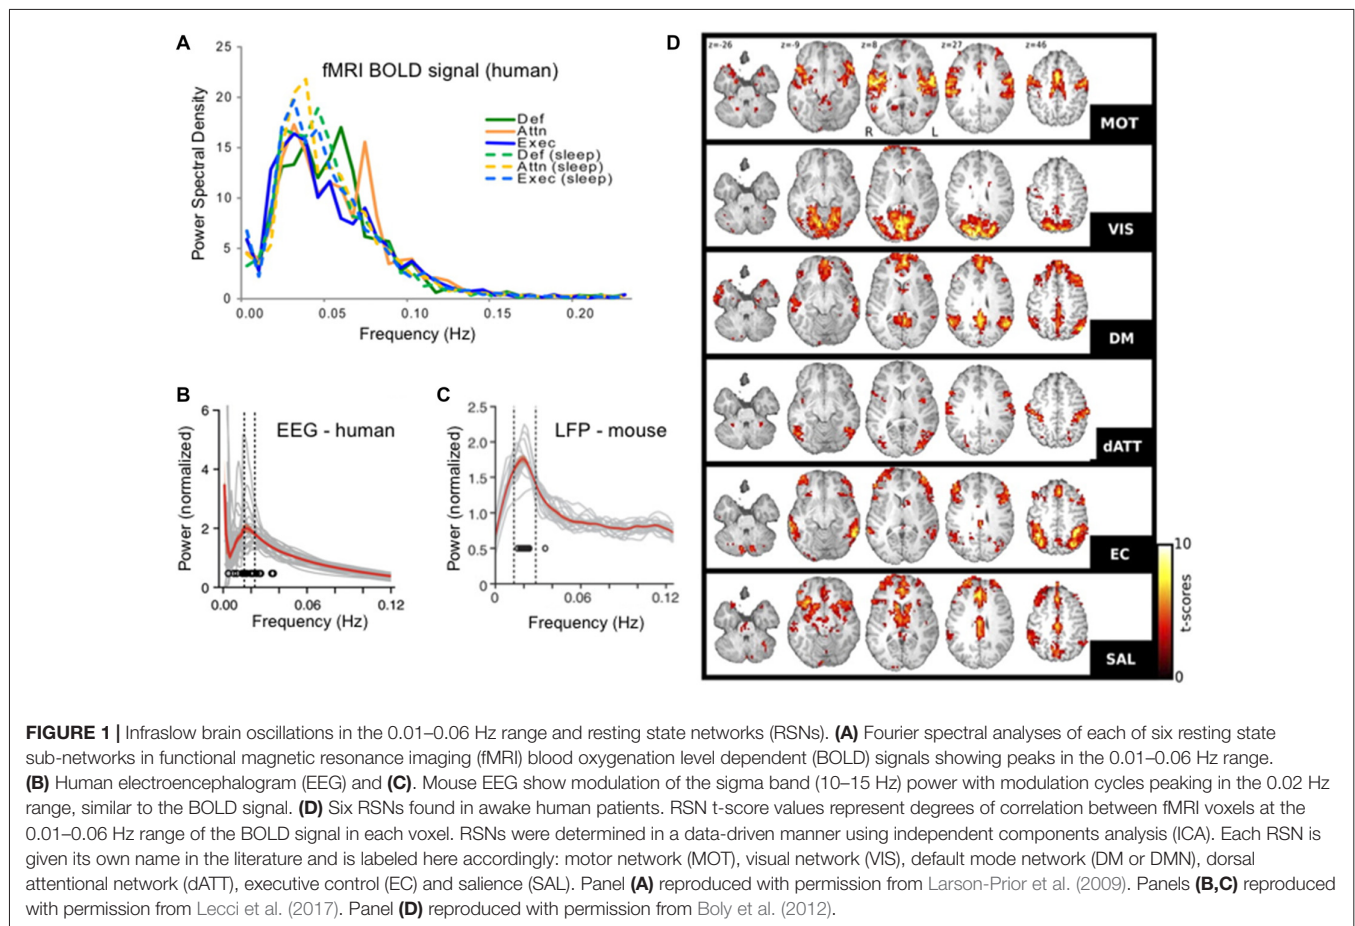 A
fMRI BOLD signal (human)
Power Spectral Density
25
20
15
10
5
0
0.00 0.05 0.10 0.15 0.20
Frequency (Hz)
Def
Attn
Exec
Def (sleep)
Attn (sleep)
Exec (sleep)
B
EEG - human
Power (normalized)
6
4
2
0
0.00 0.06 0.12
Frequency (Hz)
C
LFP - mouse
Power (normalized)
2.5
2.0
1.5
1.0
0.5
0
0 0.06 0.12
Frequency (Hz)
D
z=-26 z=-9 z=8 z=27 z=46
R L
MOT
VIS
DM
dATT
EC
SAL
10
t-scores
0
FIGURE 1 | Infraslow brain oscillations in the 0.01–0.06 Hz range and resting state networks (RSNs). (A) Fourier spectral analyses of each of six resting state
sub-networks in functional magnetic resonance imaging (fMRI) blood oxygenation level dependent (BOLD) signals showing peaks in the 0.01–0.06 Hz range.
(B) Human electroencephalogram (EEG) and (C). Mouse EEG show modulation of the sigma band (10–15 Hz) power with modulation cycles peaking in the 0.02 Hz
range, similar to the BOLD signal. (D) Six RSNs found in awake human patients. RSN t-score values represent degrees of correlation between fMRI voxels at the
0.01–0.06 Hz range of the BOLD signal in each voxel. RSNs were determined in a data-driven manner using independent components analysis (ICA). Each RSN is
given its own name in the literature and is labeled here accordingly: motor network (MOT), visual network (VIS), default mode network (DM or DMN), dorsal
attentional network (dATT), executive control (EC) and salience (SAL). Panel (A) reproduced with permission from Larson-Prior et al. (2009). Panels (B,C) reproduced
with permission from Lecci et al. (2017). Panel (D) reproduced with permission from Boly et al. (2012).